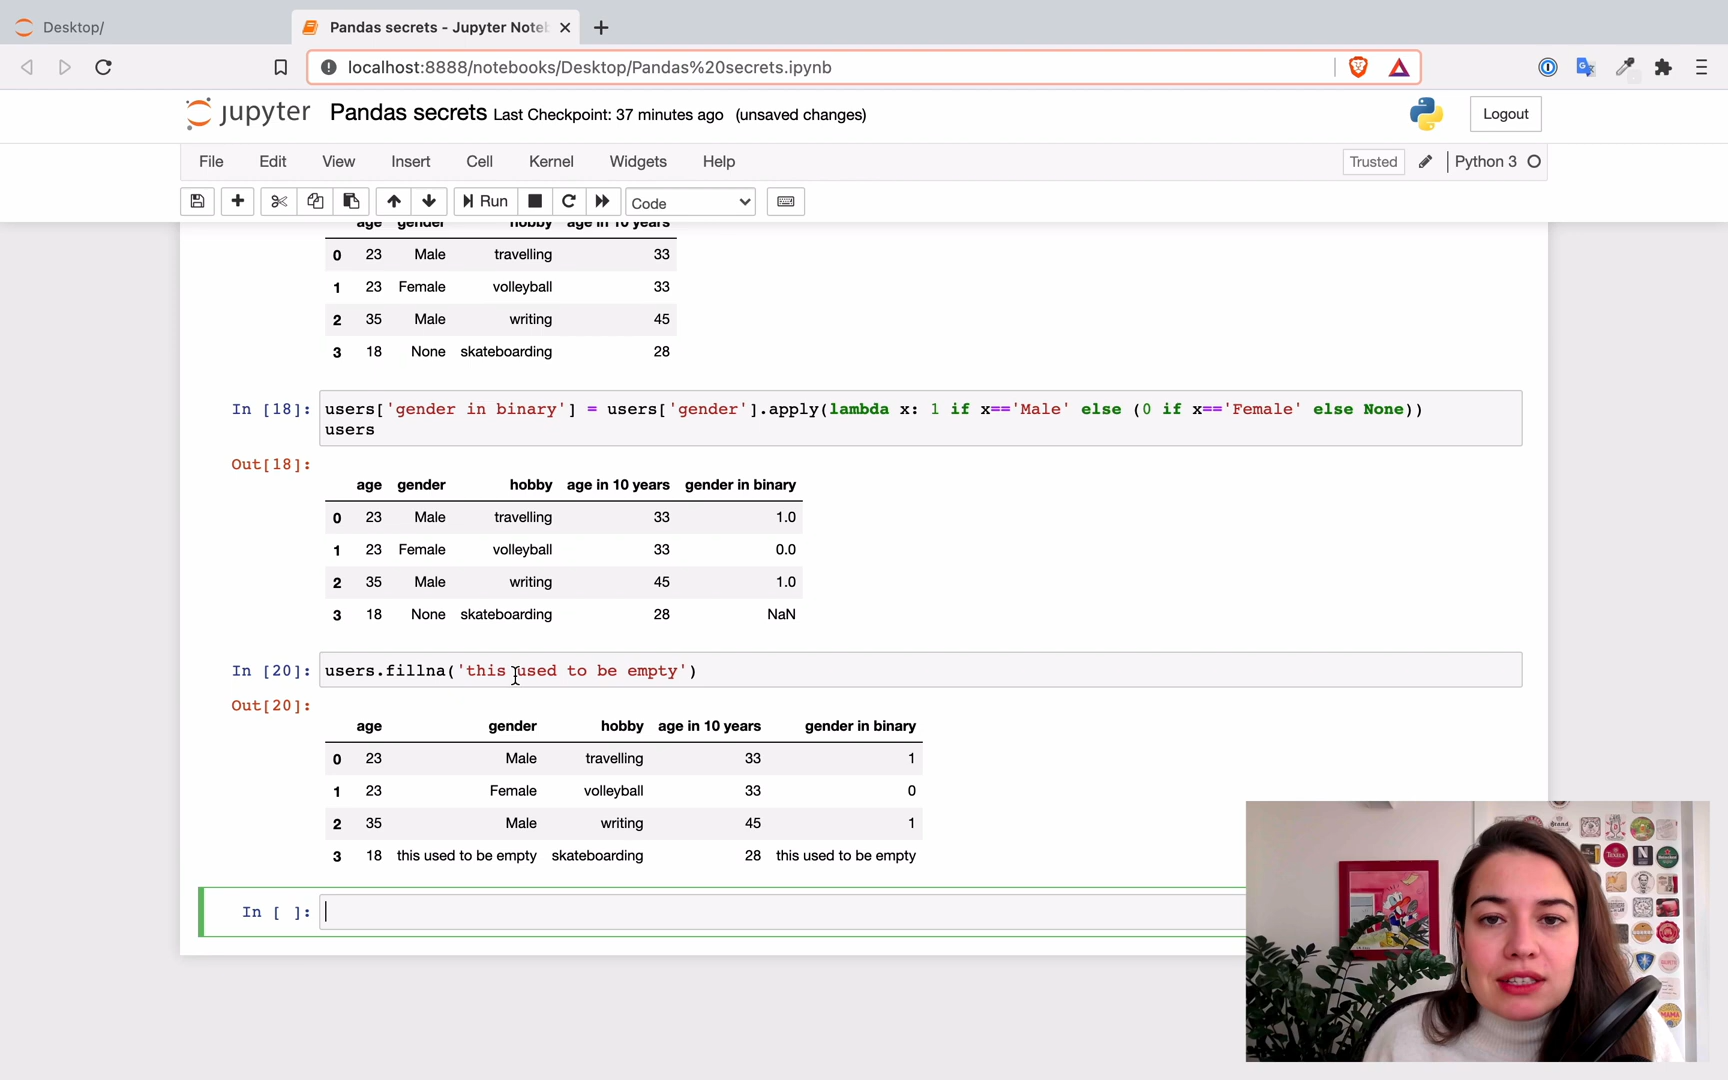 Desktop/
Pandas secrets - Jupyter Noteb
localhost:8888/notebooks/Desktop/Pandas%20secrets.ipynb
jupyter Pandas secrets Last Checkpoint: 37 minutes ago (unsaved changes)
Logout
File Edit View Insert Cell Kernel Widgets Help
Trusted Python 3
Run Code
age gender hobby age in 10 years
0 23 Male travelling 33
1 23 Female volleyball 33
2 35 Male writing 45
3 18 None skateboarding 28
In [18]: users['gender in binary'] = users['gender'].apply(lambda x: 1 if x=='Male' else (0 if x=='Female' else None))
users
Out[18]:
age gender hobby age in 10 years gender in binary
0 23 Male travelling 33 1.0
1 23 Female volleyball 33 0.0
2 35 Male writing 45 1.0
3 18 None skateboarding 28 NaN
In [20]: users.fillna('this used to be empty')
Out[20]:
age gender hobby age in 10 years gender in binary
0 23 Male travelling 33 1
1 23 Female volleyball 33 0
2 35 Male writing 45 1
3 18 this used to be empty skateboarding 28 this used to be empty
In [ ]: